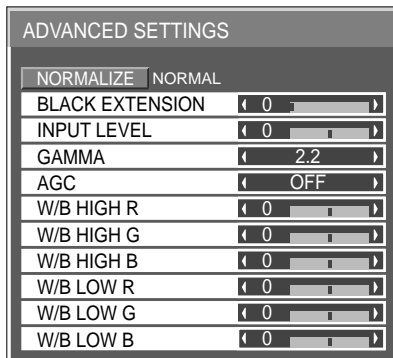 ADVANCED SETTINGS
NORMALIZE NORMAL
BLACK EXTENSION 0
INPUT LEVEL 0
GAMMA 2.2
AGC OFF
W/B HIGH R 0
W/B HIGH G 0
W/B HIGH B 0
W/B LOW R 0
W/B LOW G 0
W/B LOW B 0